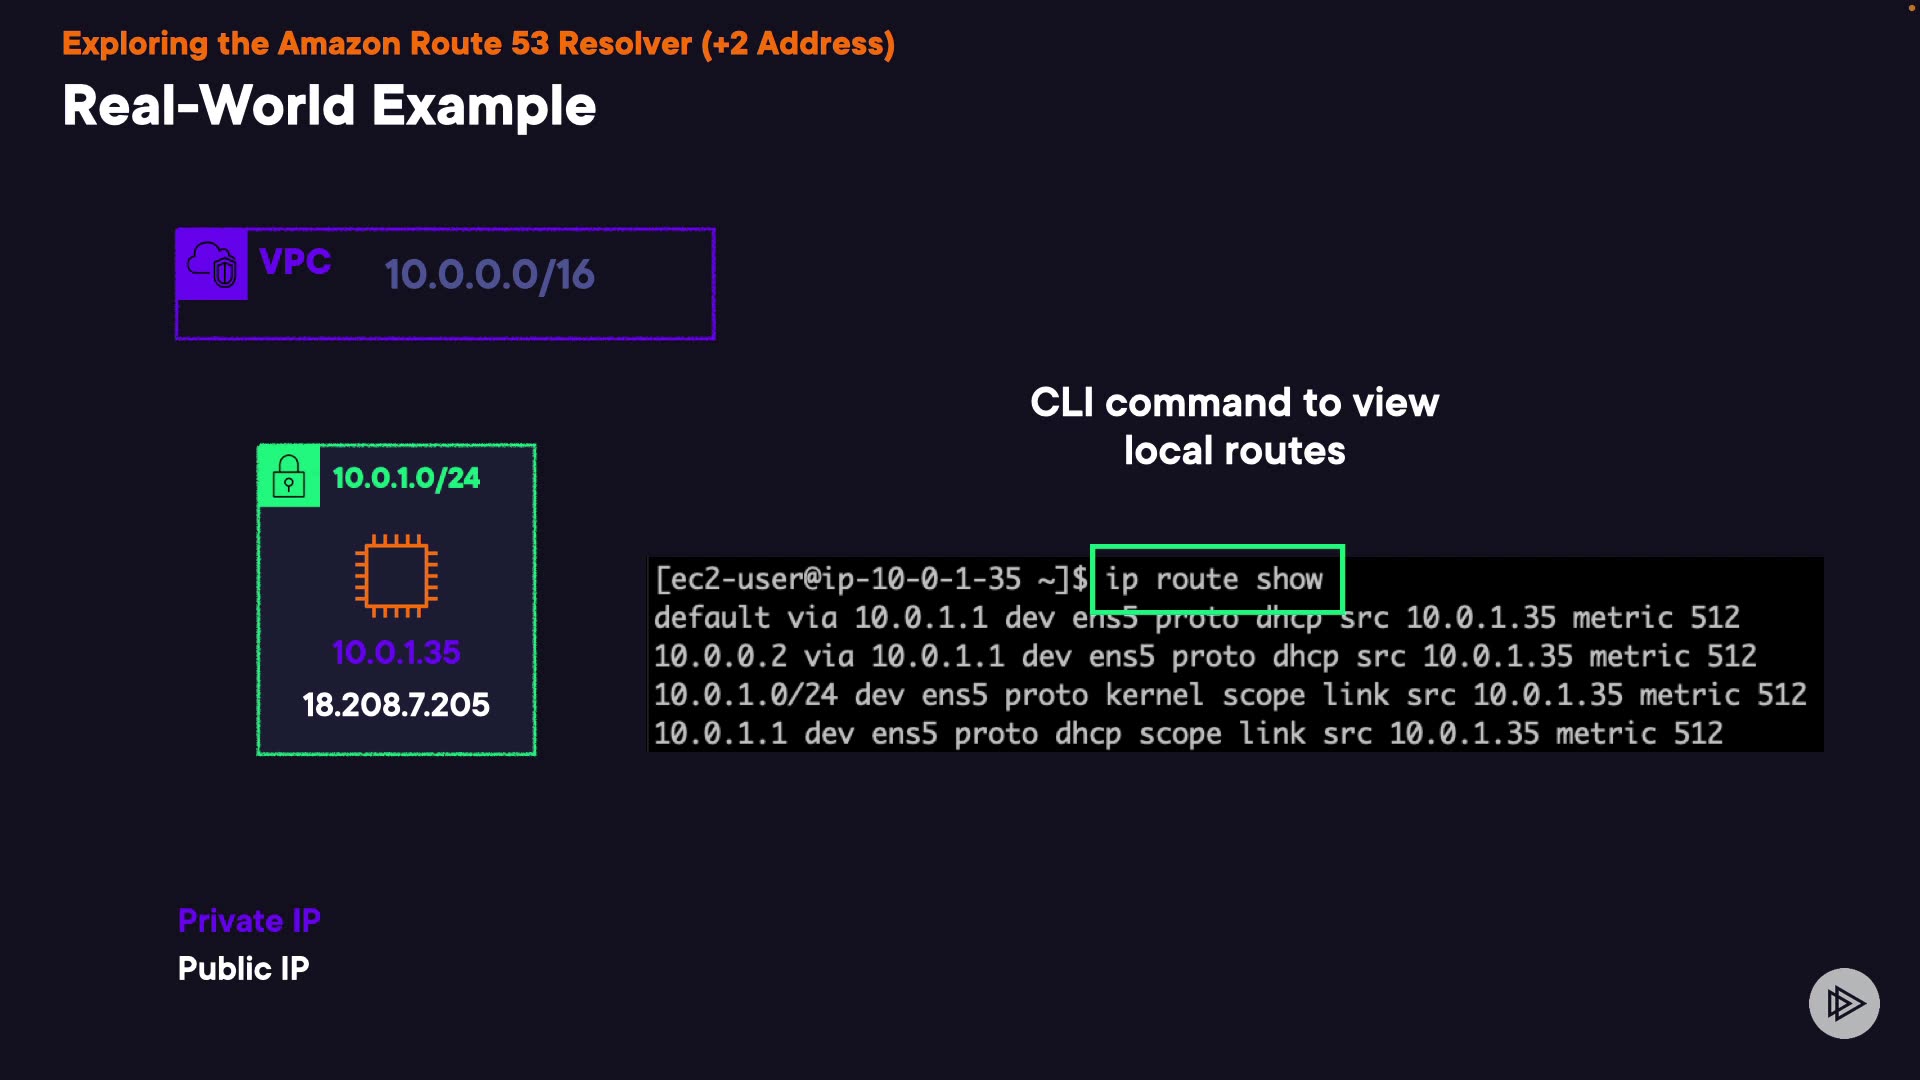 Exploring the Amazon Route 53 Resolver (+2 Address)
Real-World Example
VPC
10.0.0.0/16
CLI command to view
local routes
10.0.1.0/24
10.0.1.35
18.208.7.205
[ec2-user@ip-10-0-1-35 ~]$ ip route show
default via 10.0.1.1 dev ens5 proto dhcp src 10.0.1.35 metric 512
10.0.0.2 via 10.0.1.1 dev ens5 proto dhcp src 10.0.1.35 metric 512
10.0.1.0/24 dev ens5 proto kernel scope link src 10.0.1.35 metric 512
10.0.1.1 dev ens5 proto dhcp scope link src 10.0.1.35 metric 512
Private IP
Public IP